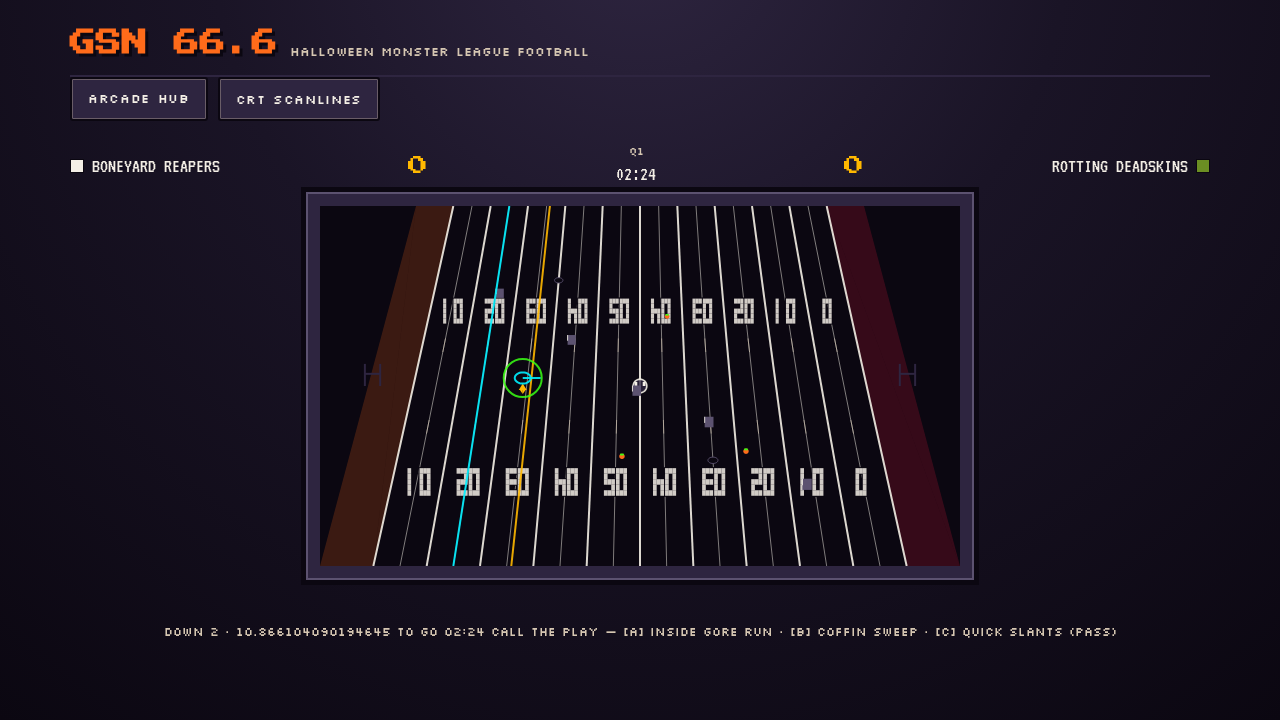 GSN 66.6 HALLOWEEN MONSTER LEAGUE FOOTBALL
ARCADE HUB CRT SCANLINES
Q1
BONEYARD REAPERS 0 02:24 0 ROTTING DEADSKINS
10 20 30 40 50 40 30 20 10 0
10 20 30 40 50 40 30 20 10 0
DOWN 2 · 10.866104090194645 TO GO 02:24 CALL THE PLAY — [A] INSIDE GORE RUN · [B] COFFIN SWEEP · [C] QUICK SLANTS (PASS)